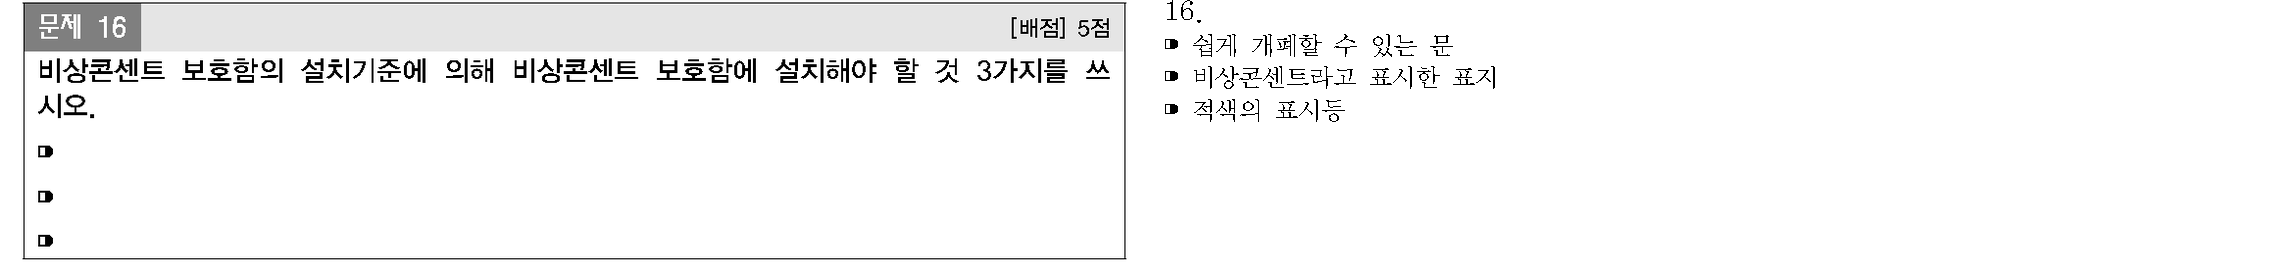 문제 16
[배점] 5점
비상콘센트 보호함의 설치기준에 의해 비상콘센트 보호함에 설치해야 할 것 3가지를 쓰
시오.
16.
쉽게 개폐할 수 있는 문
비상콘센트라고 표시한 표지
적색의 표시등